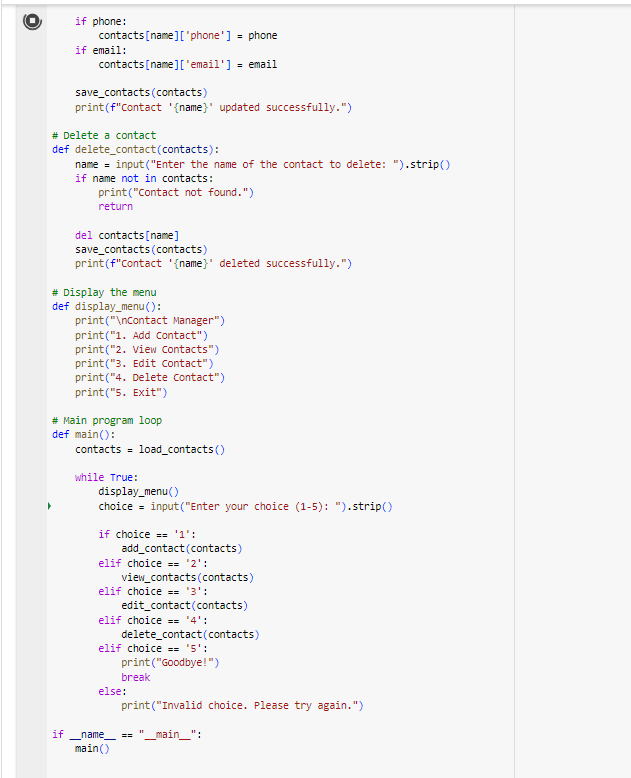 if phone:
contacts[name]['phone'] = phone
if email:
contacts[name]['email'] = email
save_contacts(contacts)
print(f"Contact '{name}' updated successfully.")
# Delete a contact
def delete_contact(contacts):
name = input("Enter the name of the contact to delete: ").strip()
if name not in contacts:
print("Contact not found.")
return
del contacts[name]
save_contacts(contacts)
print(f"Contact '{name}' deleted successfully.")
# Display the menu
def display_menu():
print("\nContact Manager")
print("1. Add Contact")
print("2. View Contacts")
print("3. Edit Contact")
print("4. Delete Contact")
print("5. Exit")
# Main program loop
def main():
contacts = load_contacts()
while True:
display_menu()
choice = input("Enter your choice (1-5): ").strip()
if choice == '1':
add_contact(contacts)
elif choice == '2':
view_contacts(contacts)
elif choice == '3':
edit_contact(contacts)
elif choice == '4':
delete_contact(contacts)
elif choice == '5':
print("Goodbye!")
break
else:
print("Invalid choice. Please try again.")
if __name__ == "__main__":
main()